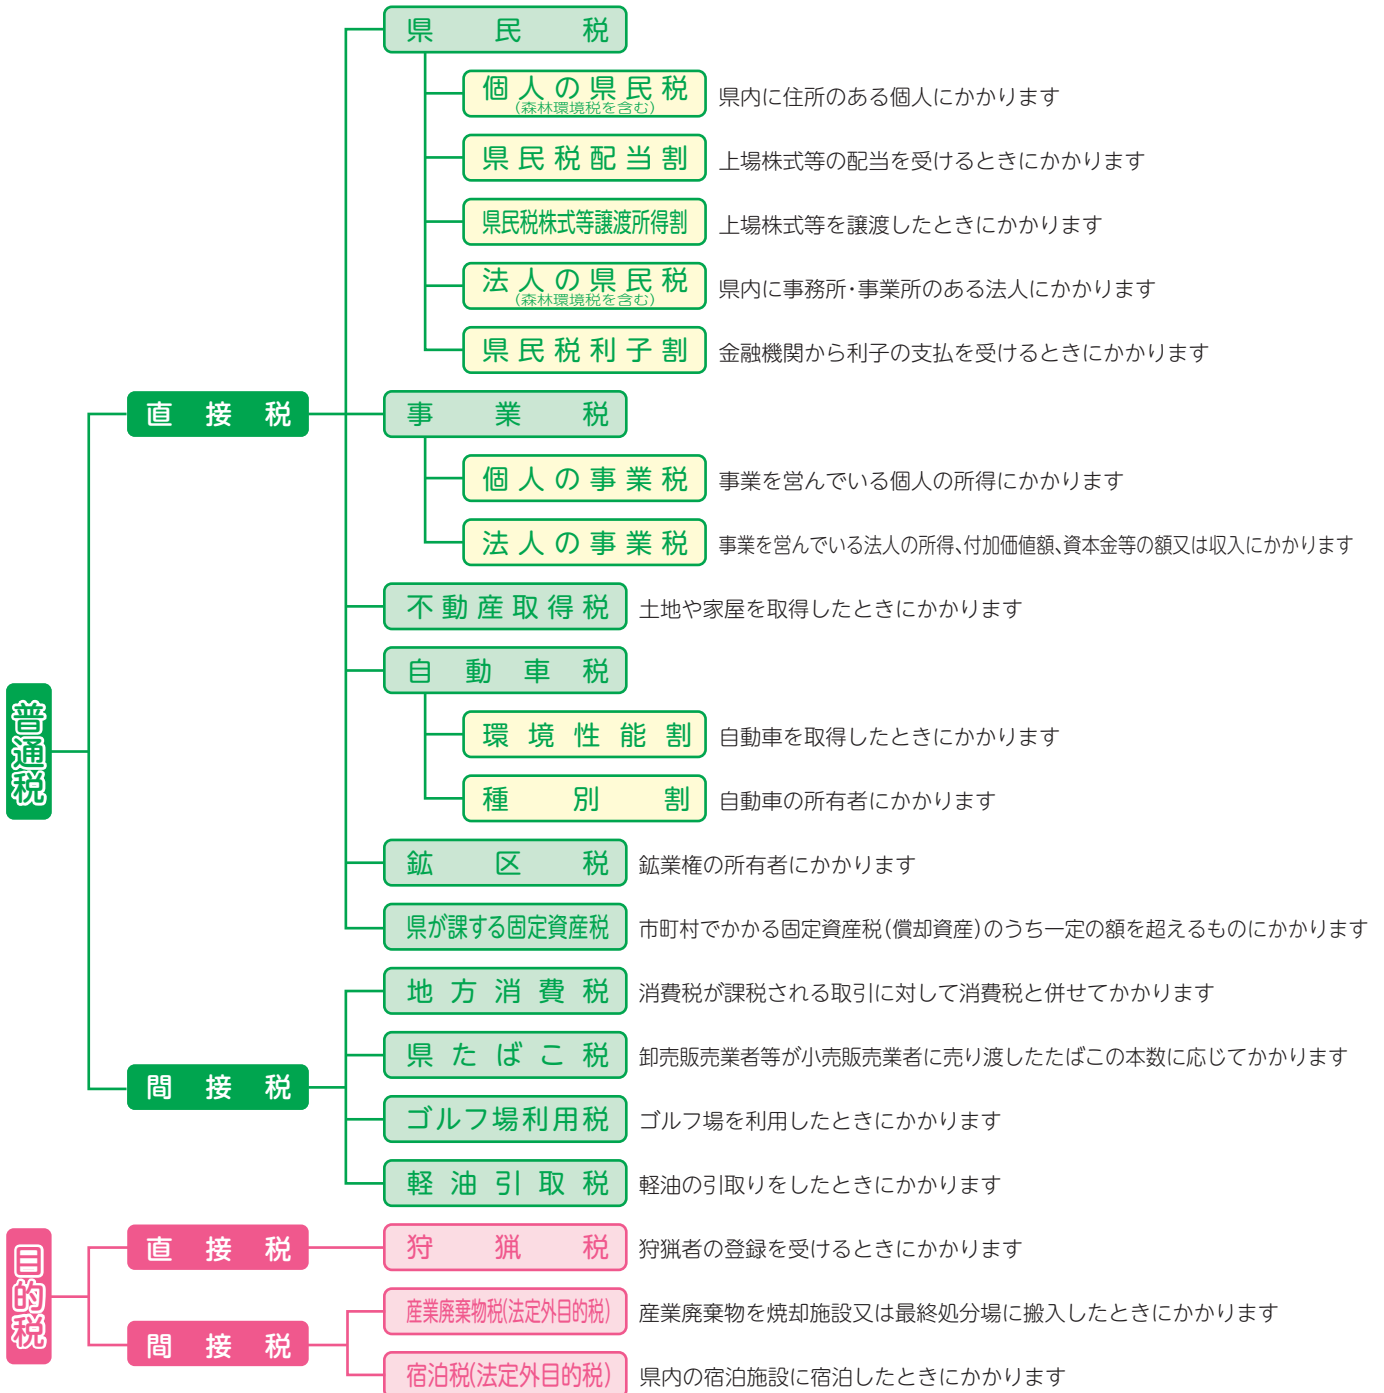 県民税
個人の県民税
(森林環境税を含む)
県内に住所のある個人にかかります
県民税配当割
上場株式等の配当を受けるときにかかります
県民税株式等譲渡所得割
上場株式等を譲渡したときにかかります
法人の県民税
(森林環境税を含む)
県内に事務所・事業所のある法人にかかります
県民税利子割
金融機関から利子の支払を受けるときにかかります
直接税
事業税
個人の事業税
事業を営んでいる個人の所得にかかります
法人の事業税
事業を営んでいる法人の所得、付加価値額、資本金等の額又は収入にかかります
不動産取得税
土地や家屋を取得したときにかかります
自動車税
普通税
環境性能割
自動車を取得したときにかかります
種別割
自動車の所有者にかかります
鉱区税
鉱業権の所有者にかかります
県が課する固定資産税
市町村でかかる固定資産税(償却資産)のうち一定の額を超えるものにかかります
地方消費税
消費税が課税される取引に対して消費税と併せてかかります
県たばこ税
卸売販売業者等が小売販売業者に売り渡したたばこの本数に応じてかかります
間接税
ゴルフ場利用税
ゴルフ場を利用したときにかかります
軽油引取税
軽油の引取りをしたときにかかります
目的税
直接税
狩猟税
狩猟者の登録を受けるときにかかります
産業廃棄物税(法定外目的税)
産業廃棄物を焼却施設又は最終処分場に搬入したときにかかります
間接税
宿泊税(法定外目的税)
県内の宿泊施設に宿泊したときにかかります